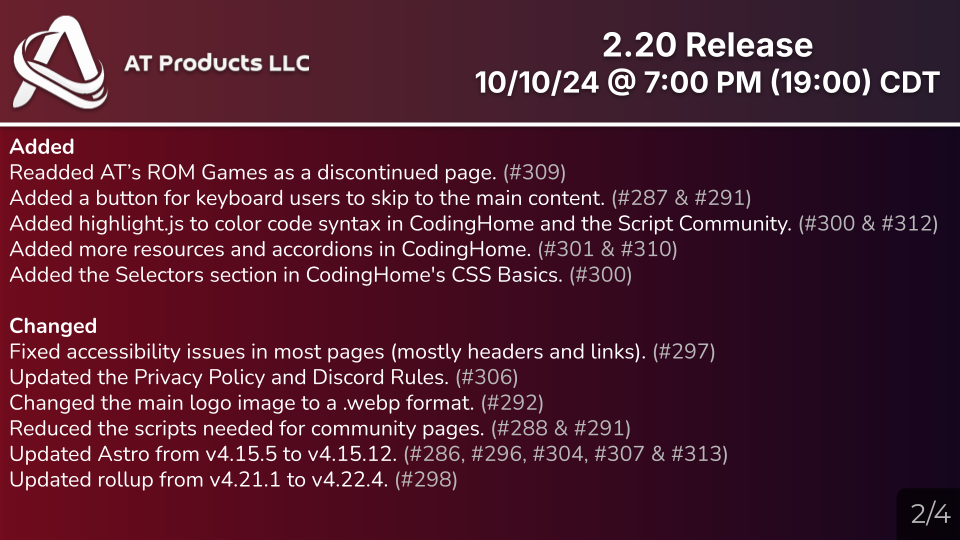 AT Products LLC
2.20 Release
10/10/24 @ 7:00 PM (19:00) CDT
Added
Readded AT’s ROM Games as a discontinued page. (#309)
Added a button for keyboard users to skip to the main content. (#287 & #291)
Added highlight.js to color code syntax in CodingHome and the Script Community. (#300 & #312)
Added more resources and accordions in CodingHome. (#301 & #310)
Added the Selectors section in CodingHome's CSS Basics. (#300)
Changed
Fixed accessibility issues in most pages (mostly headers and links). (#297)
Updated the Privacy Policy and Discord Rules. (#306)
Changed the main logo image to a .webp format. (#292)
Reduced the scripts needed for community pages. (#288 & #291)
Updated Astro from v4.15.5 to v4.15.12. (#286, #296, #304, #307 & #313)
Updated rollup from v4.21.1 to v4.22.4. (#298)
2/4